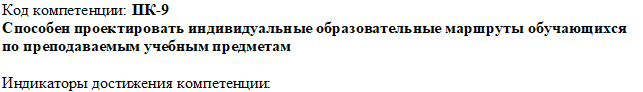 Код компетенции: ПК-9
Способен проектировать индивидуальные образовательные маршруты обучающихся
по преподаваемым учебным предметам
Индикаторы достижения компетенции: